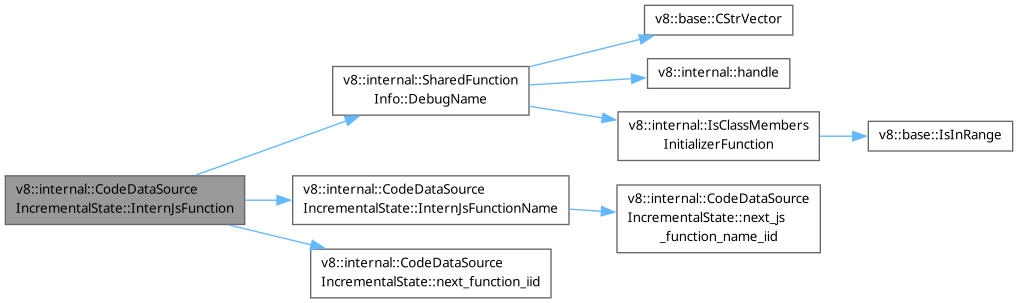 v8::base::CStrVector
v8::internal::SharedFunction
Info::DebugName
v8::internal::handle
v8::internal::IsClassMembers
InitializerFunction
v8::base::IsInRange
v8::internal::CodeDataSource
IncrementalState::InternJsFunction
v8::internal::CodeDataSource
IncrementalState::InternJsFunctionName
v8::internal::CodeDataSource
IncrementalState::next_js
_function_name_iid
v8::internal::CodeDataSource
IncrementalState::next_function_iid